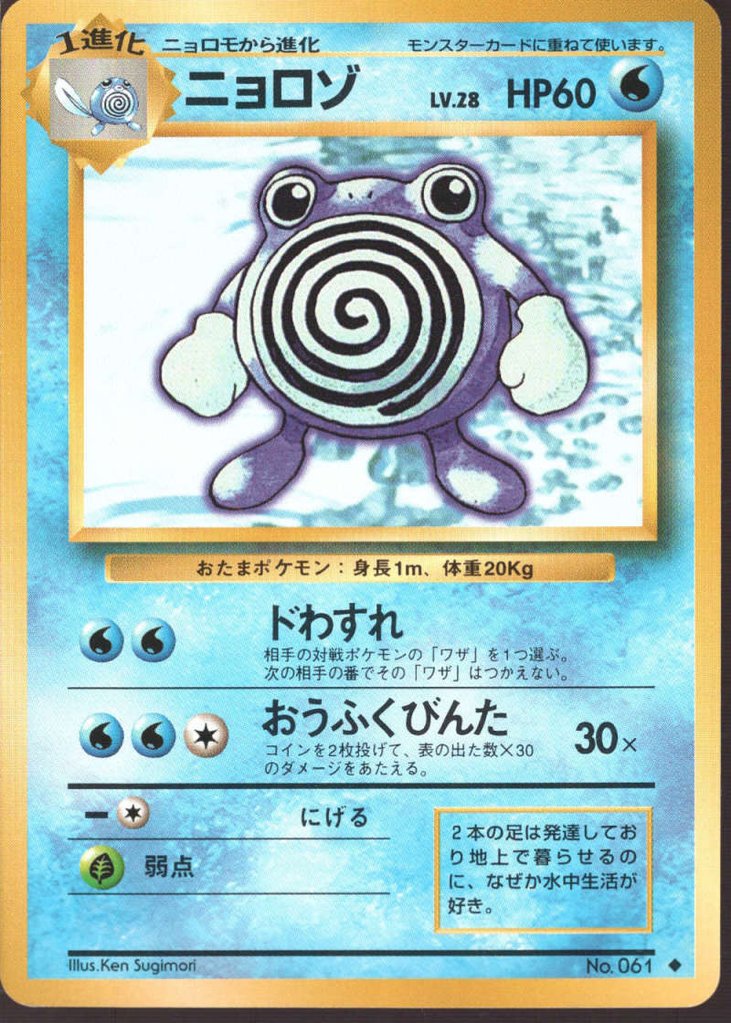 1進化 ニョロモから進化 モンスターカードに重ねて使います。
ニョロゾ LV.28 HP60
おたまポケモン：身長1m、体重20Kg
ドわすれ
相手の対戦ポケモンの「ワザ」を1つ選ぶ。
次の相手の番でその「ワザ」はつかえない。
おうふくびんた 30×
コインを2枚投げて、表の出た数×30
のダメージをあたえる。
ー にげる
弱点
2本の足は発達してお
り地上で暮らせるの
に、なぜか水中生活が
好き。
Illus.Ken Sugimori No. 061